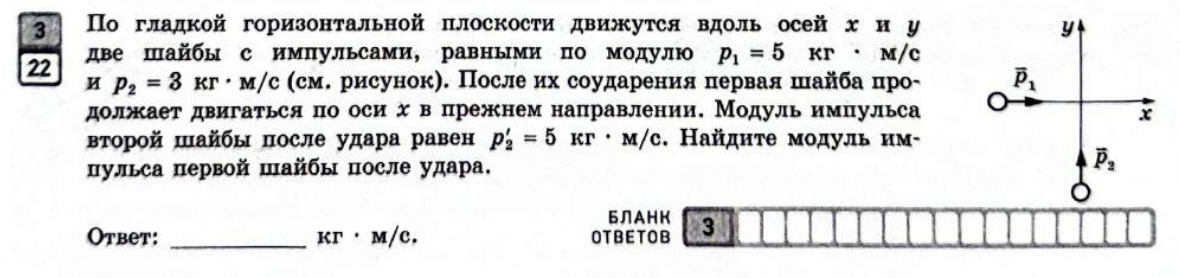 3
22
По гладкой горизонтальной плоскости движутся вдоль осей x и y
две шайбы с импульсами, равными по модулю p₁ = 5 кг · м/с
и p₂ = 3 кг · м/с (см. рисунок). После их соударения первая шайба про-
должает двигаться по оси x в прежнем направлении. Модуль импульса
второй шайбы после удара равен p′₂ = 5 кг · м/с. Найдите модуль им-
пульса первой шайбы после удара.
y
p̅₁
x
p̅₂
Ответ: ____________ кг · м/с.
БЛАНК
ОТВЕТОВ
3